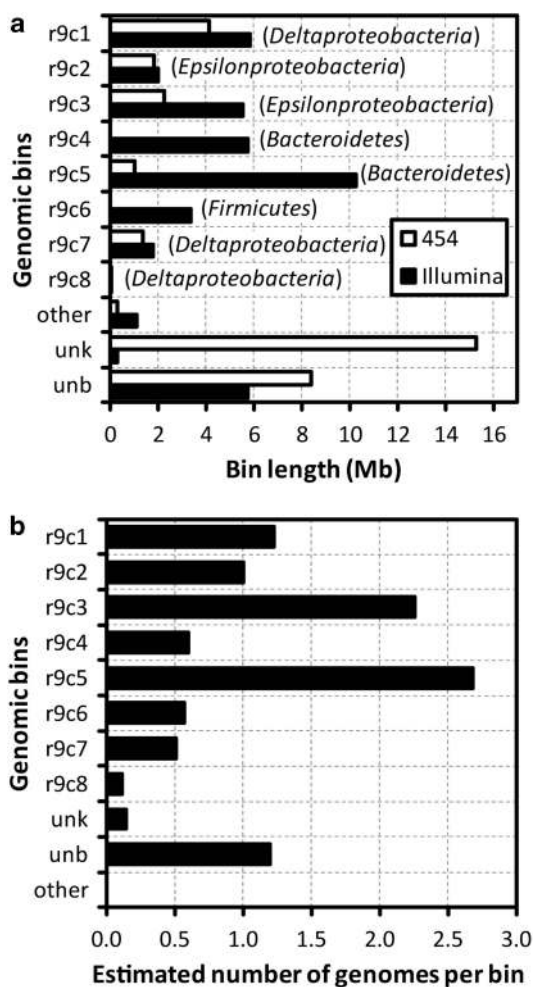 a
r9c1
(Deltaproteobacteria)
r9c2
(Epsilonproteobacteria)
r9c3
(Epsilonproteobacteria)
r9c4
(Bacteroidetes)
r9c5
(Bacteroidetes)
r9c6
(Firmicutes)
r9c7
(Deltaproteobacteria)
r9c8
(Deltaproteobacteria)
other
unk
unb
Genomic bins
454
Illumina
0 2 4 6 8 10 12 14 16
Bin length (Mb)
b
r9c1
r9c2
r9c3
r9c4
r9c5
r9c6
r9c7
r9c8
unk
unb
other
Genomic bins
0.0 0.5 1.0 1.5 2.0 2.5 3.0
Estimated number of genomes per bin